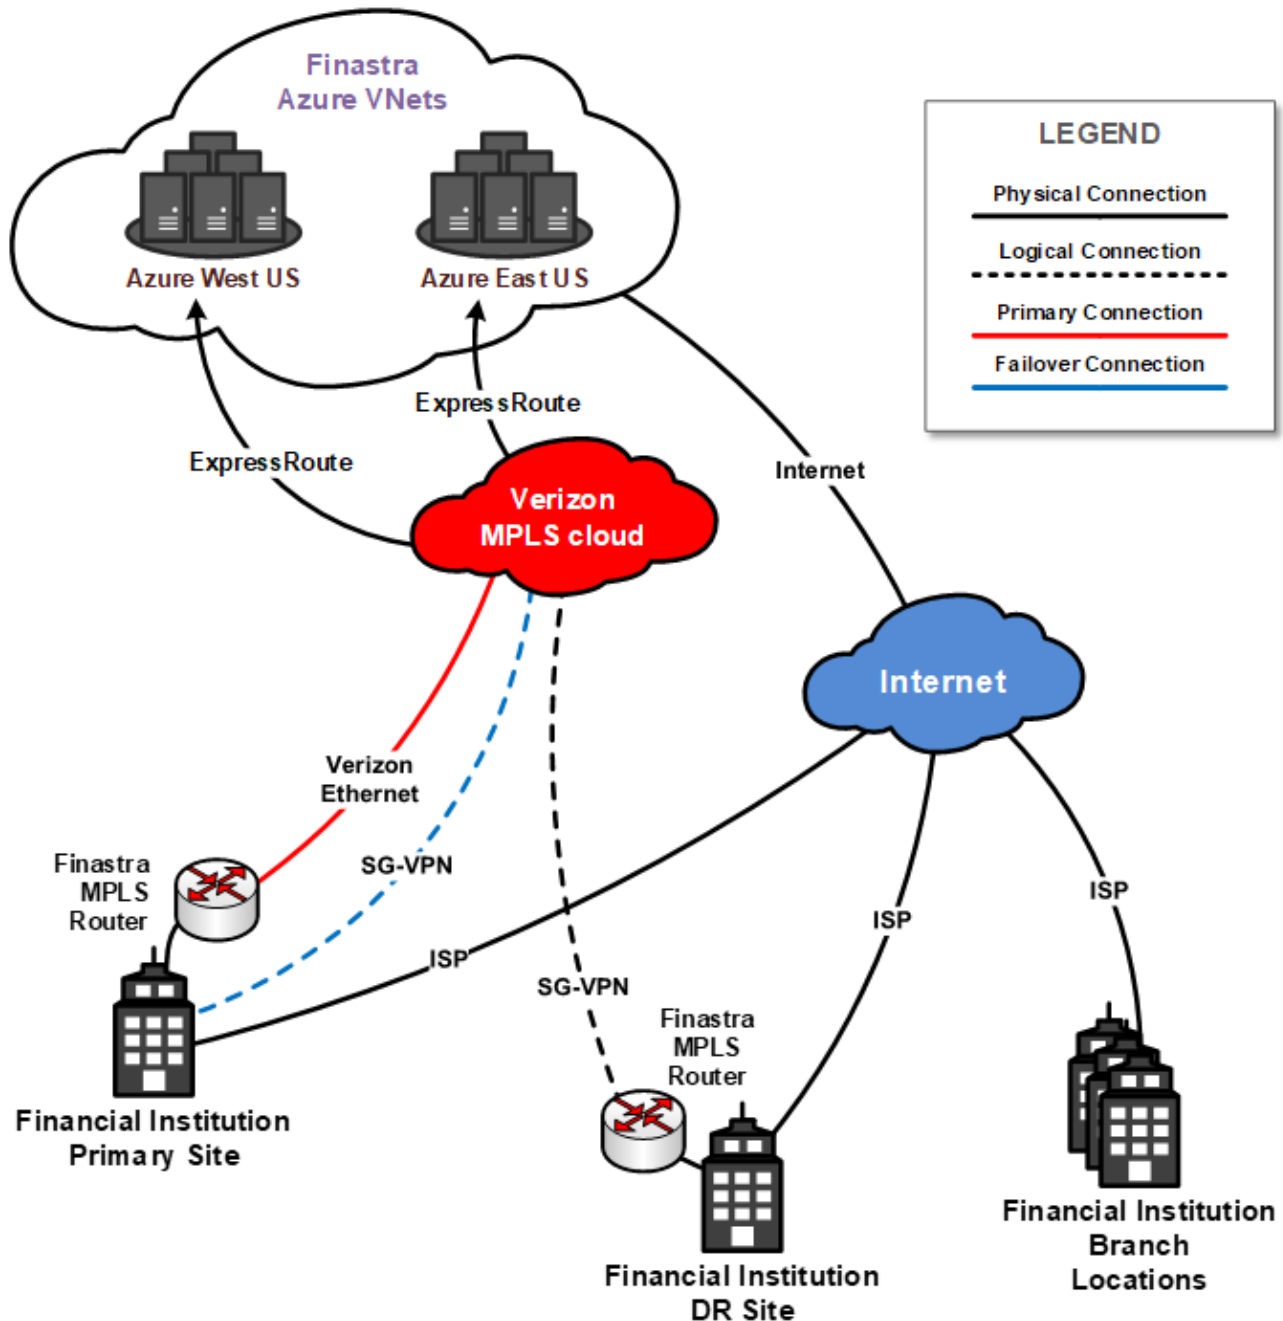 Finastra
Azure VNets
Azure West US
Azure East US
LEGEND
Physical Connection
Logical Connection
Primary Connection
Failover Connection
ExpressRoute
ExpressRoute
Internet
Verizon
MPLS cloud
Internet
Verizon
Ethernet
Finastra
MPLS
Router
SG-VPN
ISP
ISP
ISP
SG-VPN
Finastra
MPLS
Router
Financial Institution
Primary Site
Financial Institution
DR Site
Financial Institution
Branch
Locations